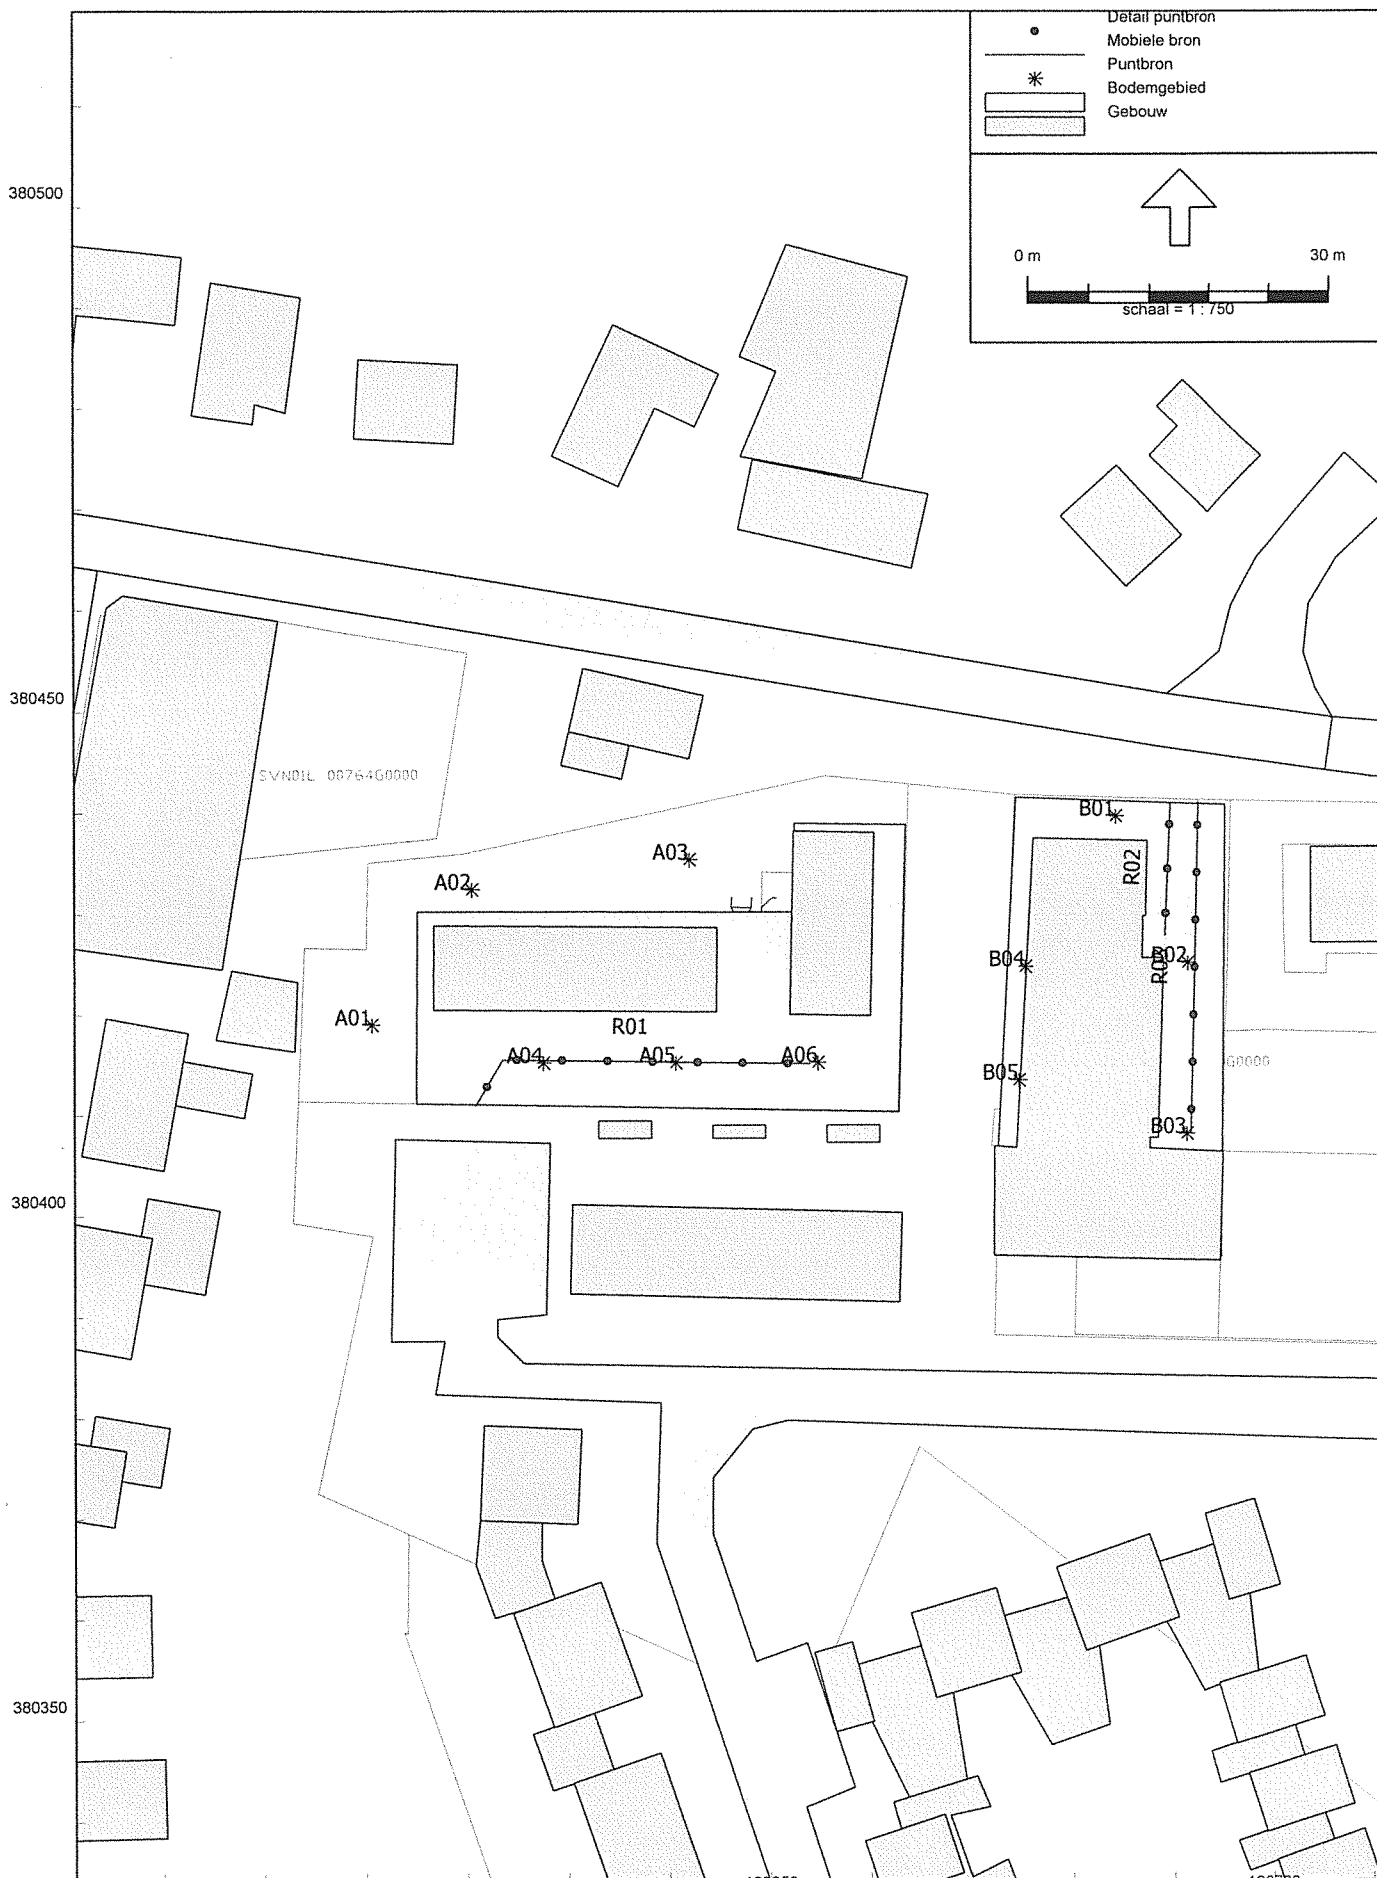 Detail puntbron
Mobiele bron
Puntbron
Bodemgebied
Gebouw
0 m 30 m
schaal = 1 : 750
380500
380450
SVN01L 00764G0000
B01
R02
A03
A02
B04
B02
A01
R01
A04
A05
A06
B05
G0000
B03
380400
380350